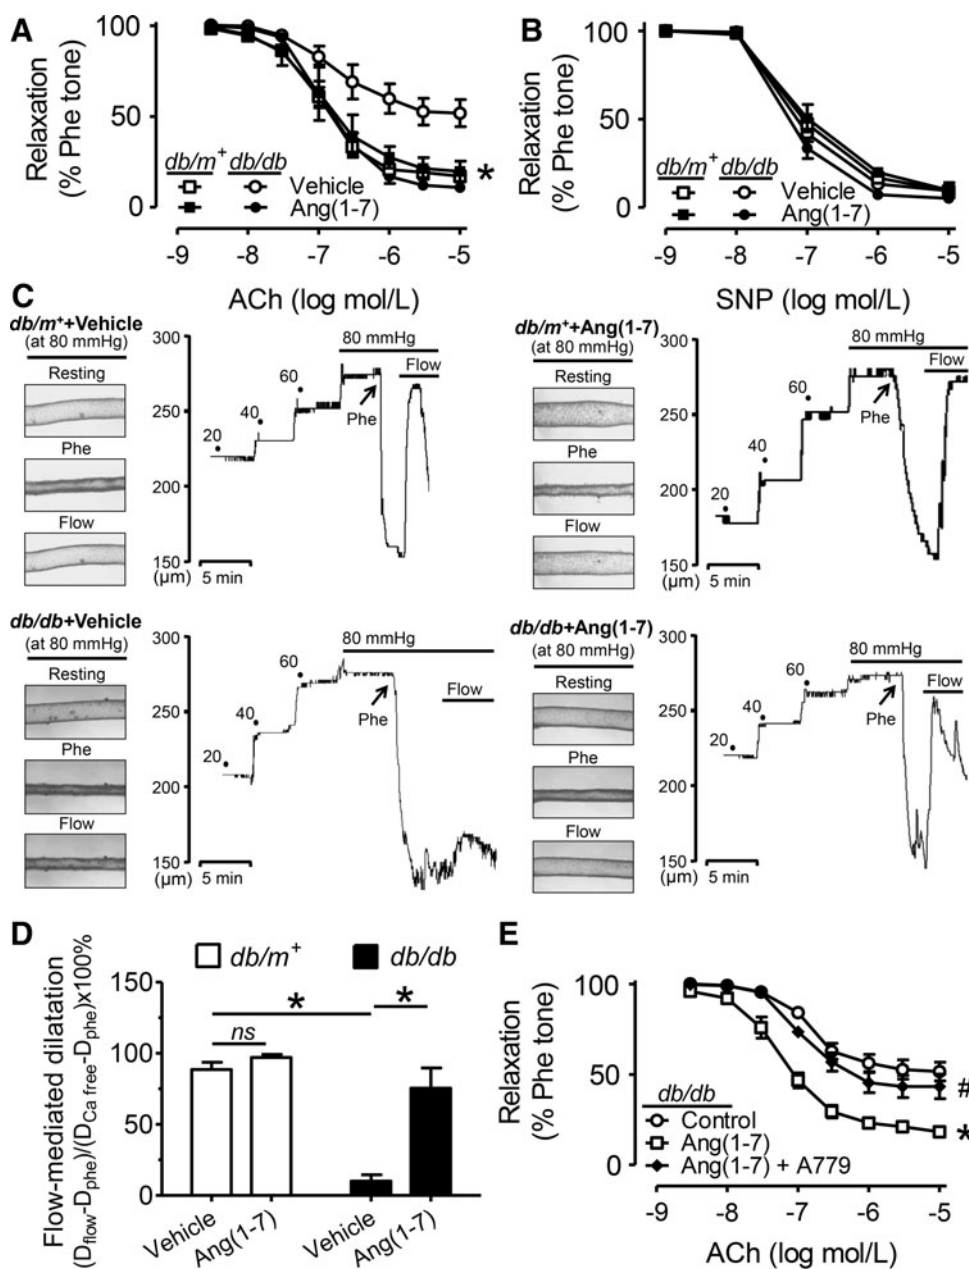 A
Relaxation
(% Phe tone)
100
50
0
db/m+ db/db
Vehicle
Ang(1-7)
*
-9 -8 -7 -6 -5
ACh (log mol/L)
B
Relaxation
(% Phe tone)
100
50
0
db/m+ db/db
Vehicle
Ang(1-7)
-9 -8 -7 -6 -5
SNP (log mol/L)
C
db/m++Vehicle
(at 80 mmHg)
Resting
Phe
Flow
300
250
200
150
(µm)
5 min
20
40
60
80 mmHg
Flow
Phe
db/m++Ang(1-7)
(at 80 mmHg)
Resting
Phe
Flow
300
250
200
150
(µm)
5 min
20
40
60
80 mmHg
Flow
Phe
db/db+Vehicle
(at 80 mmHg)
Resting
Phe
Flow
300
250
200
150
(µm)
5 min
20
40
60
80 mmHg
Flow
Phe
db/db+Ang(1-7)
(at 80 mmHg)
Resting
Phe
Flow
300
250
200
150
(µm)
5 min
20
40
60
80 mmHg
Flow
Phe
D
Flow-mediated dilatation
(Dflow-Dphe)/(DCa free-Dphe)x100%
db/m+ db/db
150
100
50
0
ns
*
*
Vehicle
Ang(1-7)
Vehicle
Ang(1-7)
E
Relaxation
(% Phe tone)
100
50
0
db/db
Control
Ang(1-7)
Ang(1-7) + A779
#
*
-9 -8 -7 -6 -5
ACh (log mol/L)